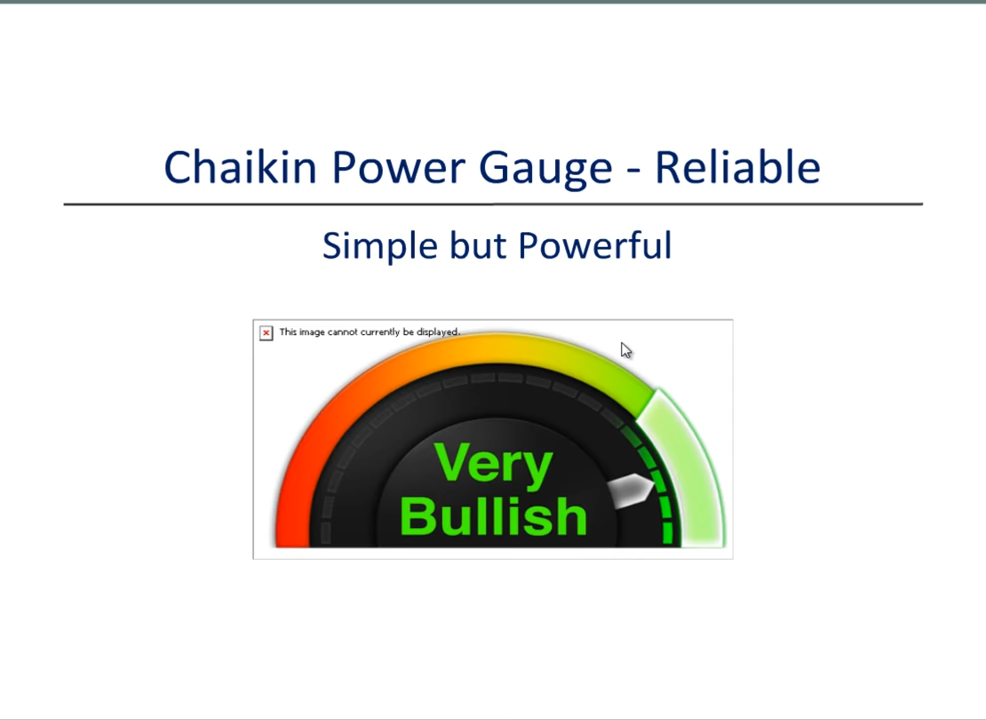 Chaikin Power Gauge - Reliable
Simple but Powerful
This image cannot currently be displayed.
Very
Bullish